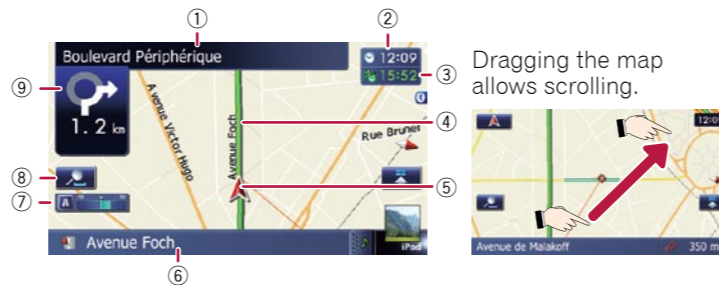 ① ②
Boulevard Périphérique
12:09
15:52
③
⑨
1. 2 km
Avenue Victor Hugo
Avenue Foch
④
Rue Brunel
⑧
⑤
⑦
A
Avenue Foch
iPod
⑥
Dragging the map
allows scrolling.
12:09
Avenue de Malakoff
350 m